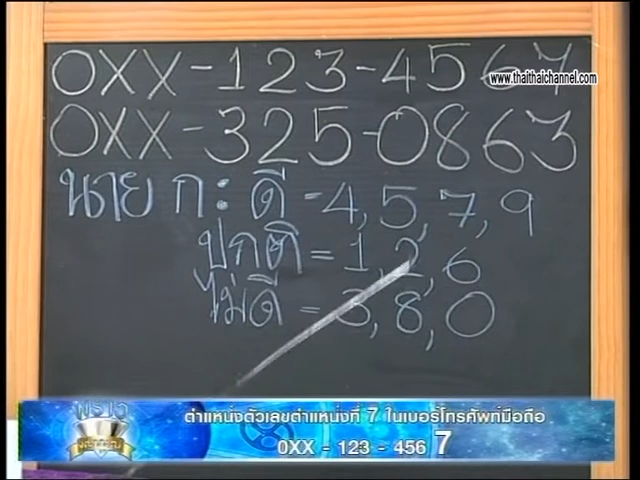 0XX-123-4567
www.thaithaichannel.com
0XX-325-0863
นาย ก : ดี -4,5,7,9
ปกติ = 1,2,6
ไม่ดี = 3,8,0
ตำแหน่งตัวเลขตำแหน่งที่ 7 ในเบอร์โทรศัพท์มือถือ
0XX - 123 - 456 7